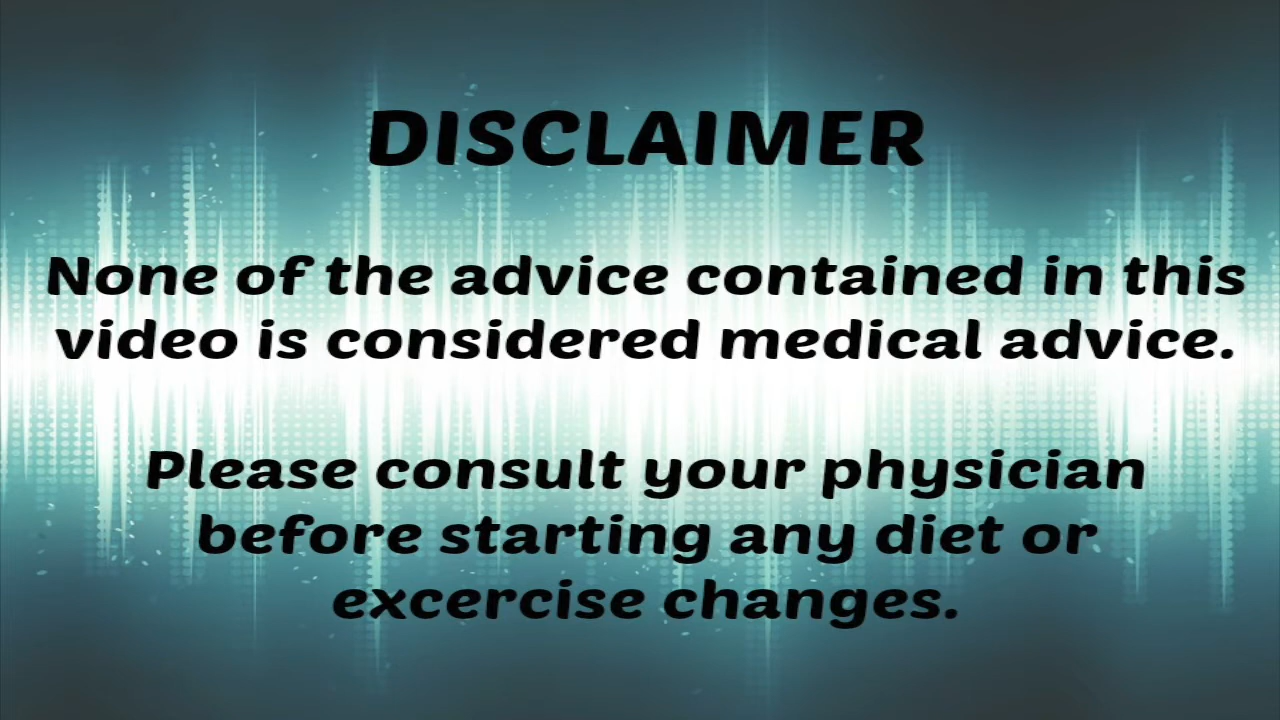 DISCLAIMER
None of the advice contained in this
video is considered medical advice.
Please consult your physician
before starting any diet or
excercise changes.